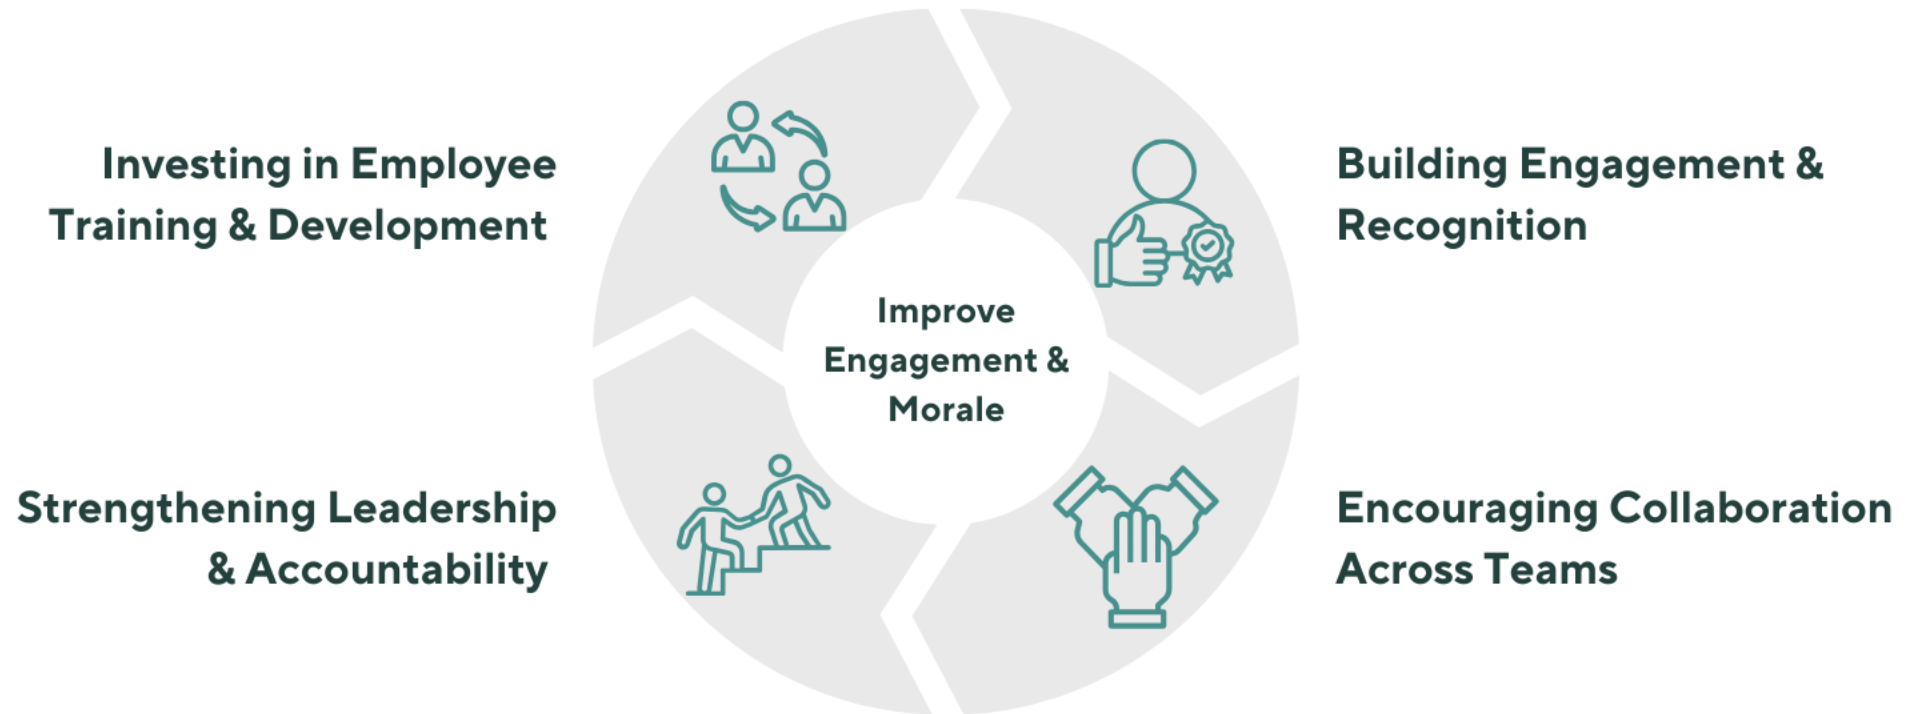 Investing in Employee
Training & Development
Building Engagement &
Recognition
Improve
Engagement &
Morale
Strengthening Leadership
& Accountability
Encouraging Collaboration
Across Teams